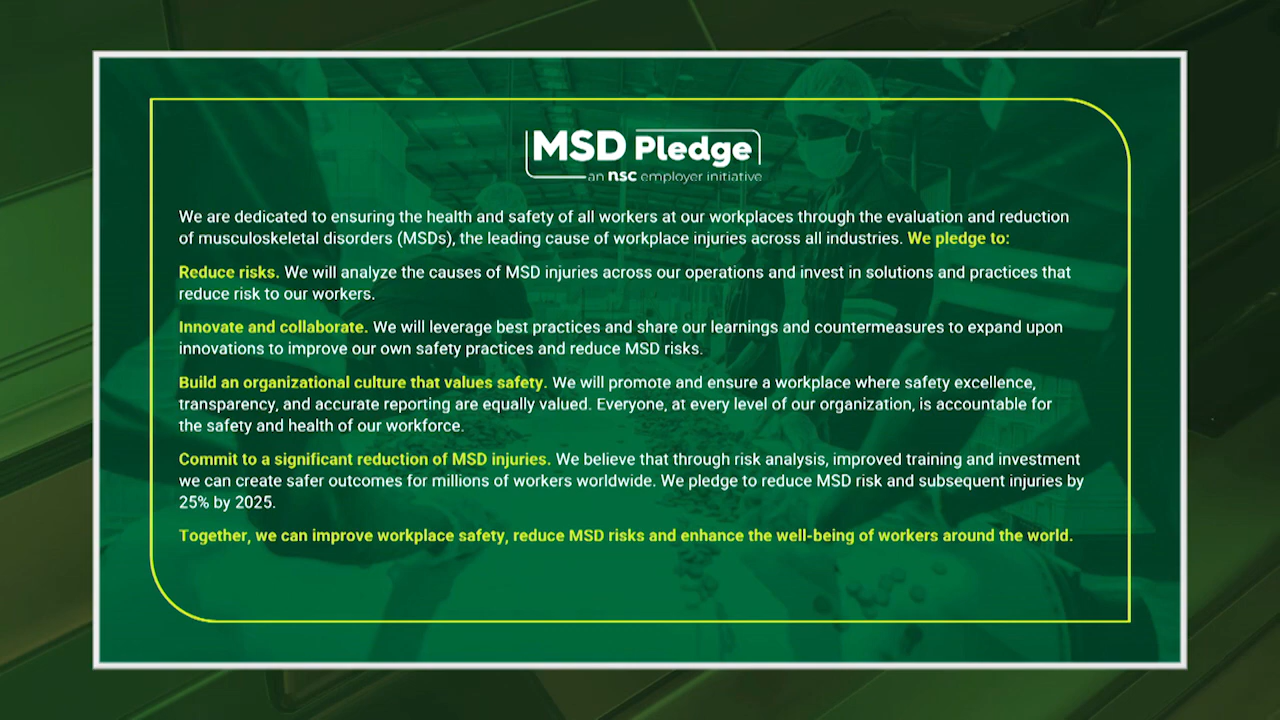 MSD Pledge
an nsc employer initiative
We are dedicated to ensuring the health and safety of all workers at our workplaces through the evaluation and reduction
of musculoskeletal disorders (MSDs), the leading cause of workplace injuries across all industries. We pledge to:
Reduce risks. We will analyze the causes of MSD injuries across our operations and invest in solutions and practices that
reduce risk to our workers.
Innovate and collaborate. We will leverage best practices and share our learnings and countermeasures to expand upon
innovations to improve our own safety practices and reduce MSD risks.
Build an organizational culture that values safety. We will promote and ensure a workplace where safety excellence,
transparency, and accurate reporting are equally valued. Everyone, at every level of our organization, is accountable for
the safety and health of our workforce.
Commit to a significant reduction of MSD injuries. We believe that through risk analysis, improved training and investment
we can create safer outcomes for millions of workers worldwide. We pledge to reduce MSD risk and subsequent injuries by
25% by 2025.
Together, we can improve workplace safety, reduce MSD risks and enhance the well-being of workers around the world.